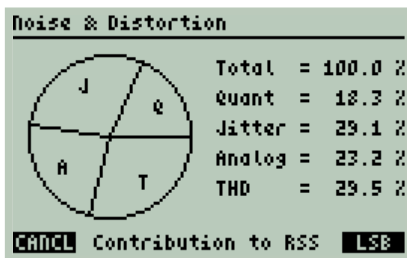 Noise & Distortion
Total = 100.0 %
Quant = 18.3 %
Jitter = 29.1 %
Analog = 23.2 %
THD = 29.5 %
J
Q
A
T
CANCL Contribution to RSS LSB